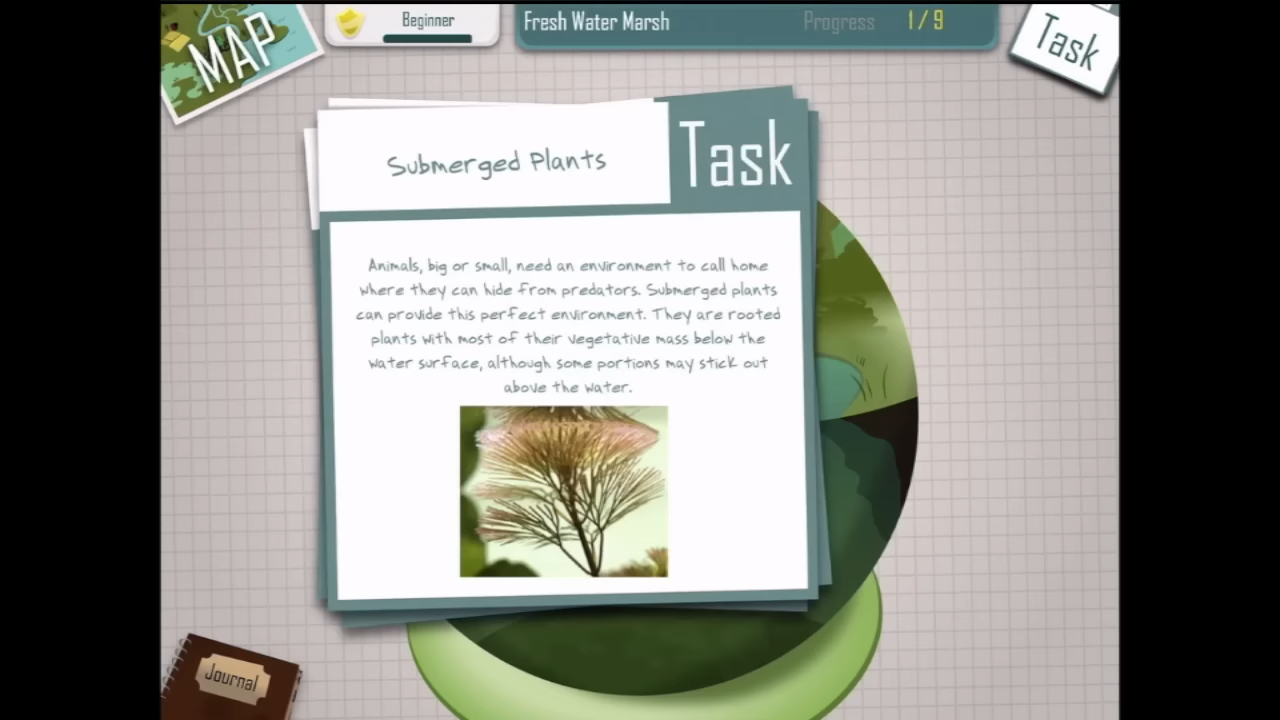 MAP
Beginner
Fresh Water Marsh
Progress
1 / 9
Task
Submerged Plants
Task
Animals, big or small, need an environment to call home
where they can hide from predators. Submerged plants
can provide this perfect environment. They are rooted
plants with most of their vegetative mass below the
water surface, although some portions may stick out
above the water.
Journal